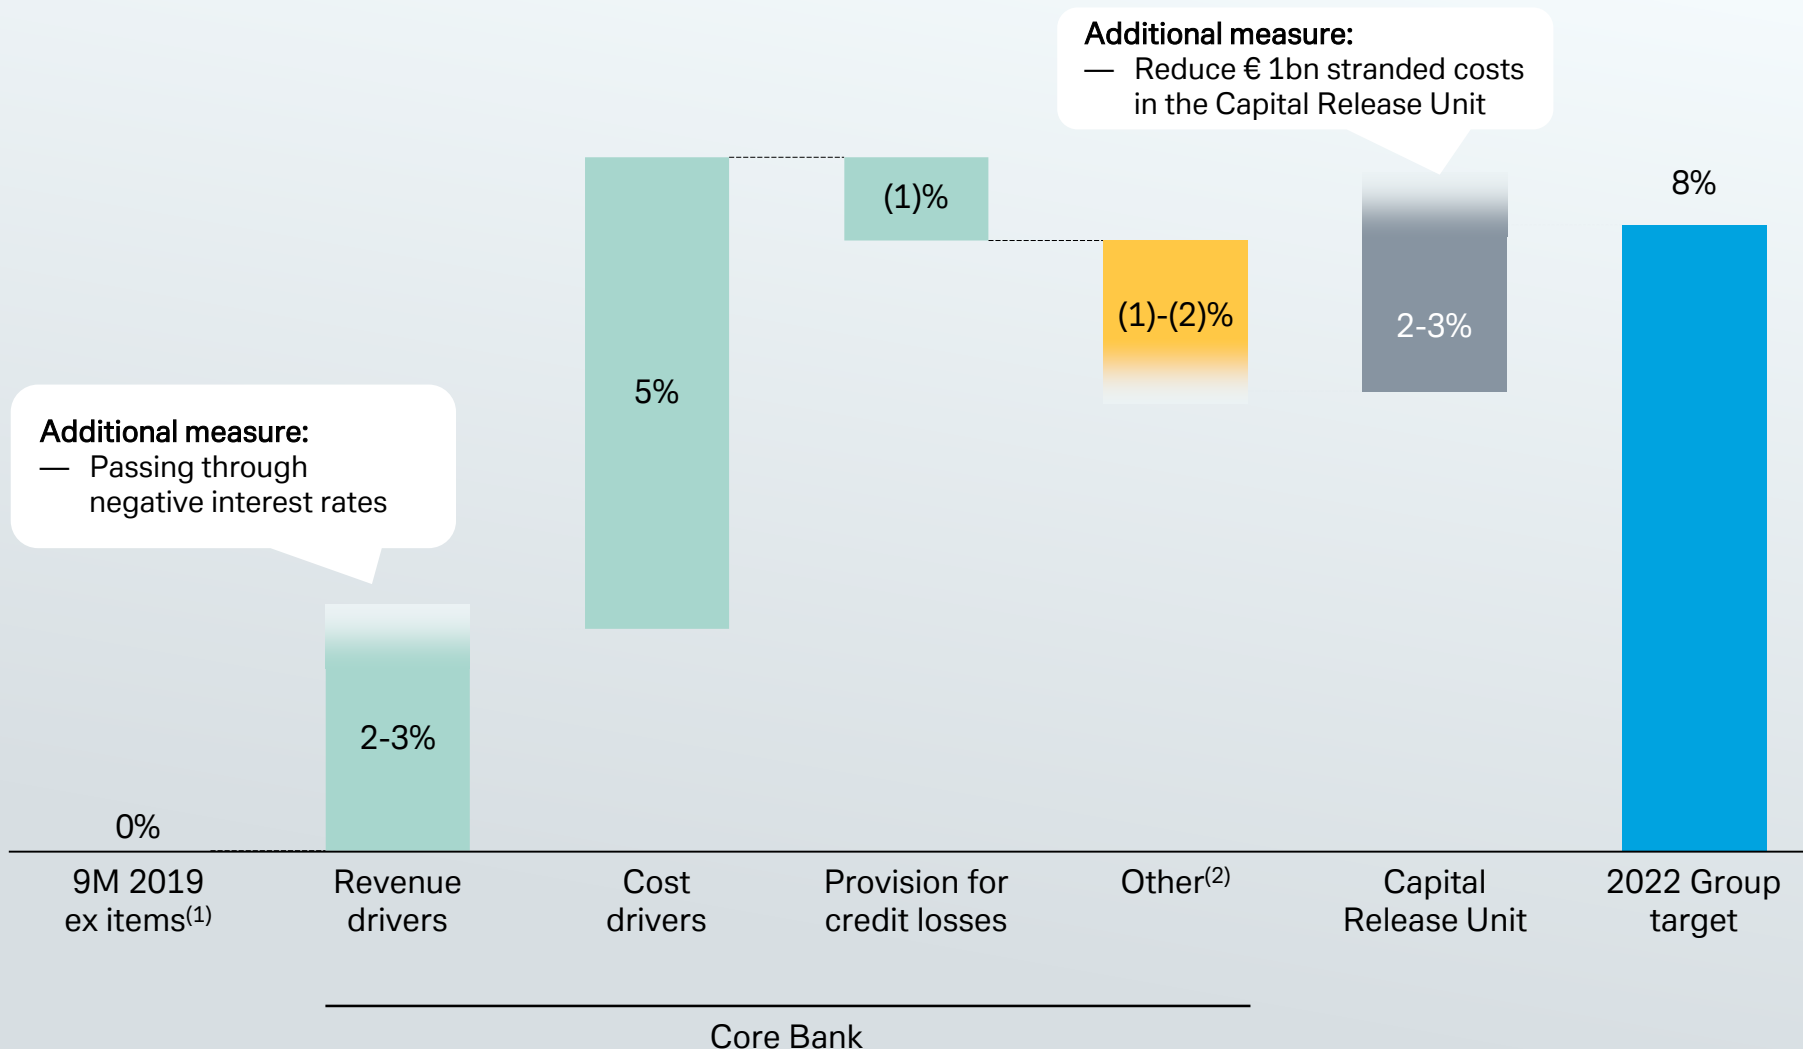 Additional measure:
— Reduce € 1bn stranded costs
in the Capital Release Unit
8%
(1)%
(1)-(2)%
2-3%
5%
Additional measure:
— Passing through
negative interest rates
2-3%
0%
9M 2019
ex items(1)
Revenue
drivers
Cost
drivers
Provision for
credit losses
Other(2)
Capital
Release Unit
2022 Group
target
Core Bank